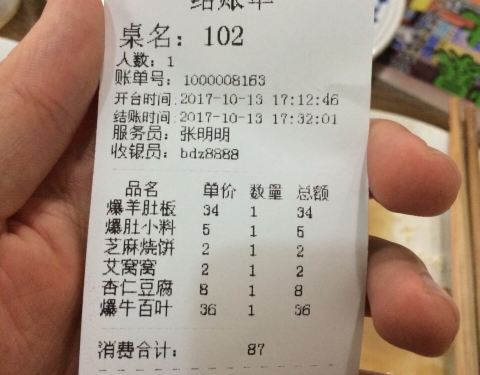 结账单
桌名：102
人数：1
账单号：1000008163
开台时间:2017-10-13 17:12:46
结账时间:2017-10-13 17:32:01
服务员：张明明
收银员：bdz8888
品名 单价 数量 总额
爆羊肚板 34 1 34
爆肚小料 5 1 5
芝麻烧饼 2 1 2
艾窝窝 2 1 2
杏仁豆腐 8 1 8
爆牛百叶 36 1 36
消费合计： 87